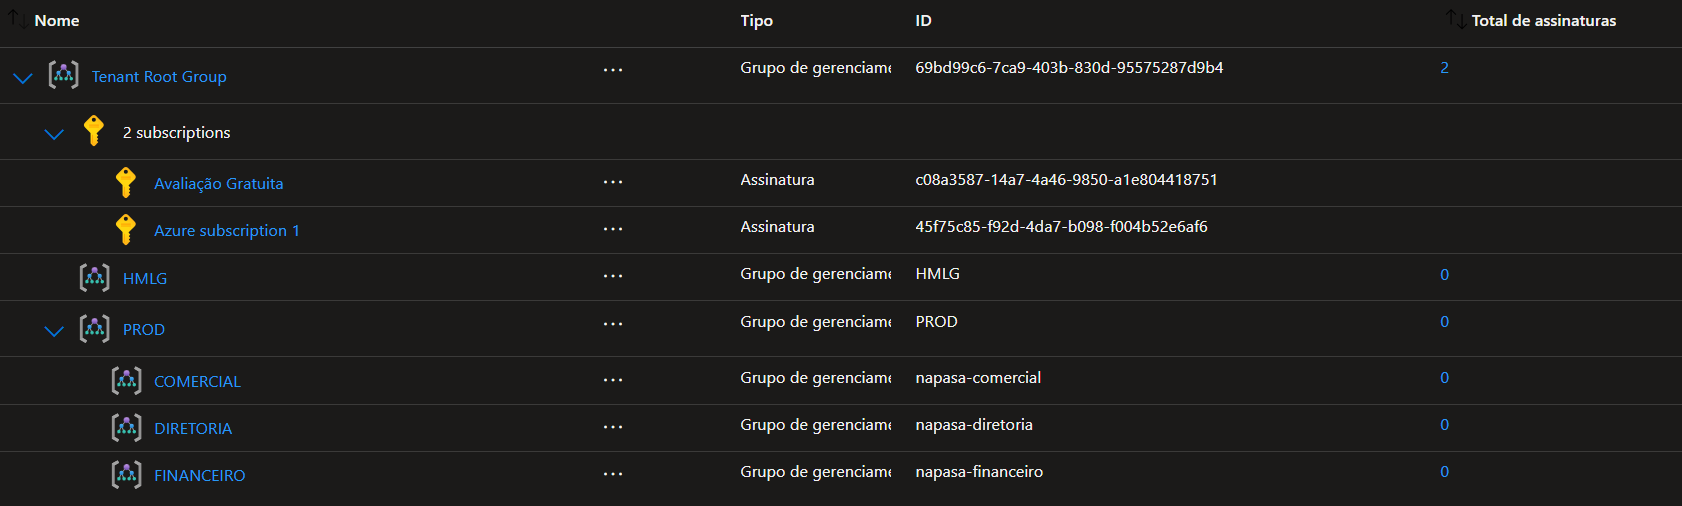 Nome Tipo ID Total de assinaturas
Tenant Root Group ... Grupo de gerenciame 69bd99c6-7ca9-403b-830d-95575287d9b4 2
2 subscriptions
Avaliação Gratuita ... Assinatura c08a3587-14a7-4a46-9850-a1e804418751
Azure subscription 1 ... Assinatura 45f75c85-f92d-4da7-b098-f004b52e6af6
HMLG ... Grupo de gerenciame HMLG 0
PROD ... Grupo de gerenciame PROD 0
COMERCIAL ... Grupo de gerenciame napasa-comercial 0
DIRETORIA ... Grupo de gerenciame napasa-diretoria 0
FINANCEIRO ... Grupo de gerenciame napasa-financeiro 0